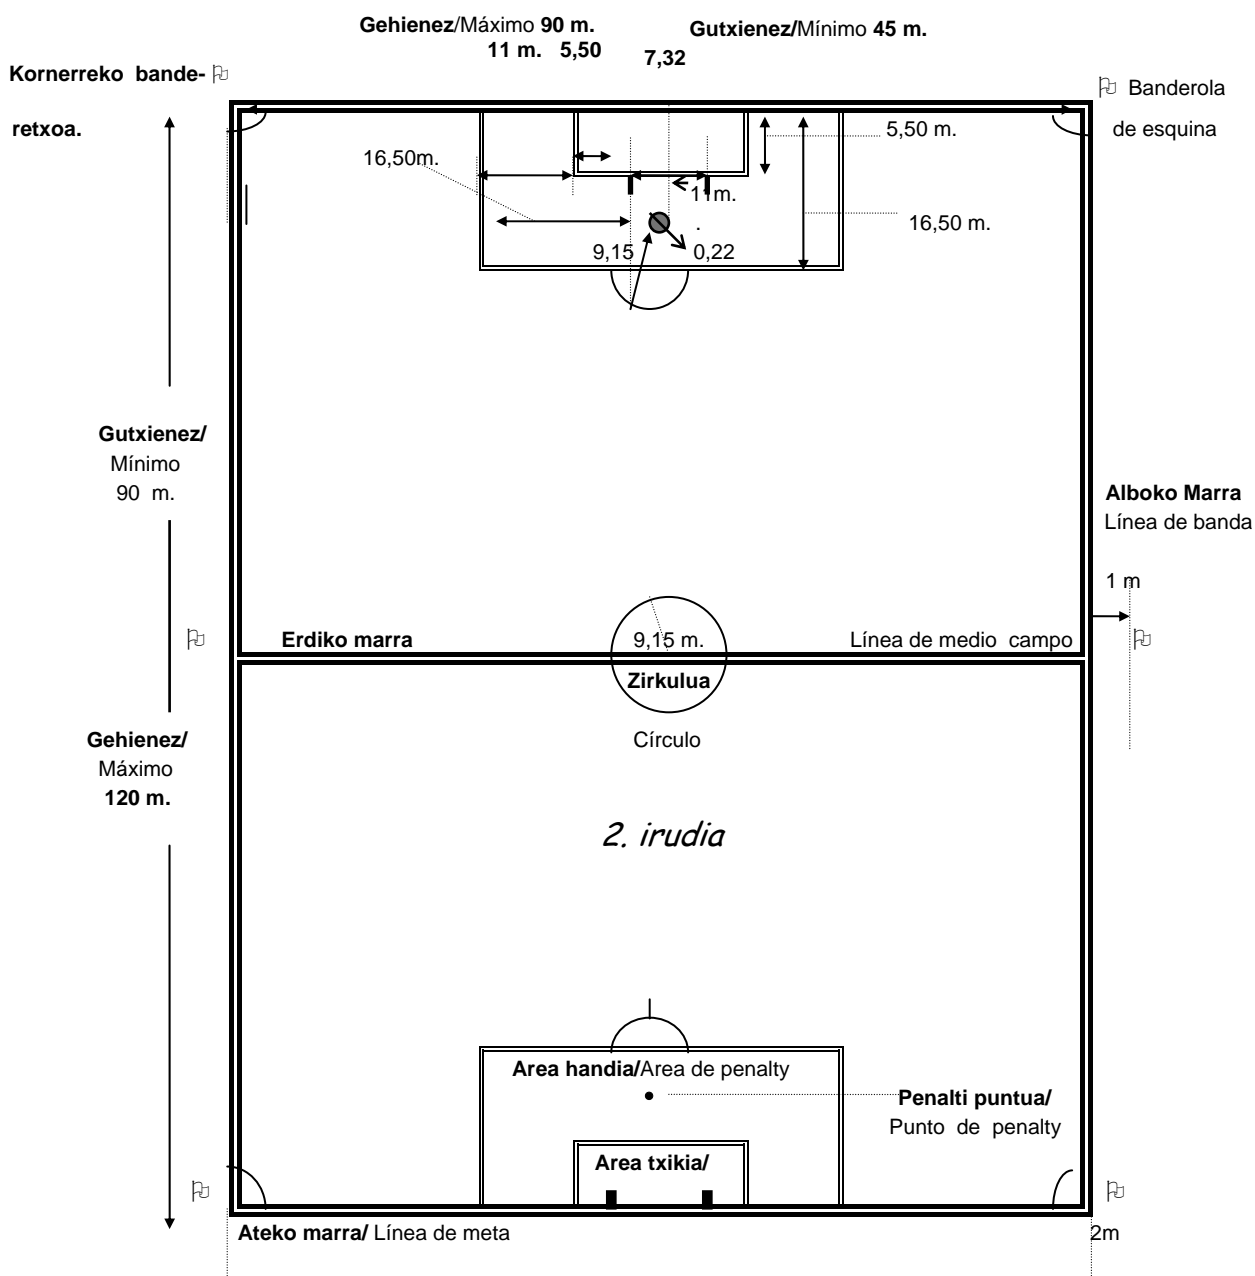 Gehienez/Máximo 90 m.
Gutxienez/Mínimo 45 m.
11 m. 5,50
7,32
Kornerreko bande-
retxoa.
Banderola
de esquina
5,50 m.
16,50m.
11m.
16,50 m.
9,15
0,22
Gutxienez/
Mínimo
90 m.
Alboko Marra
Línea de banda
1 m
Erdiko marra
9,15 m.
Línea de medio campo
Zirkulua
Círculo
Gehienez/
Máximo
120 m.
2. irudia
Area handia/Area de penalty
Penalti puntua/
Punto de penalty
Area txikia/
Ateko marra/ Línea de meta
2m